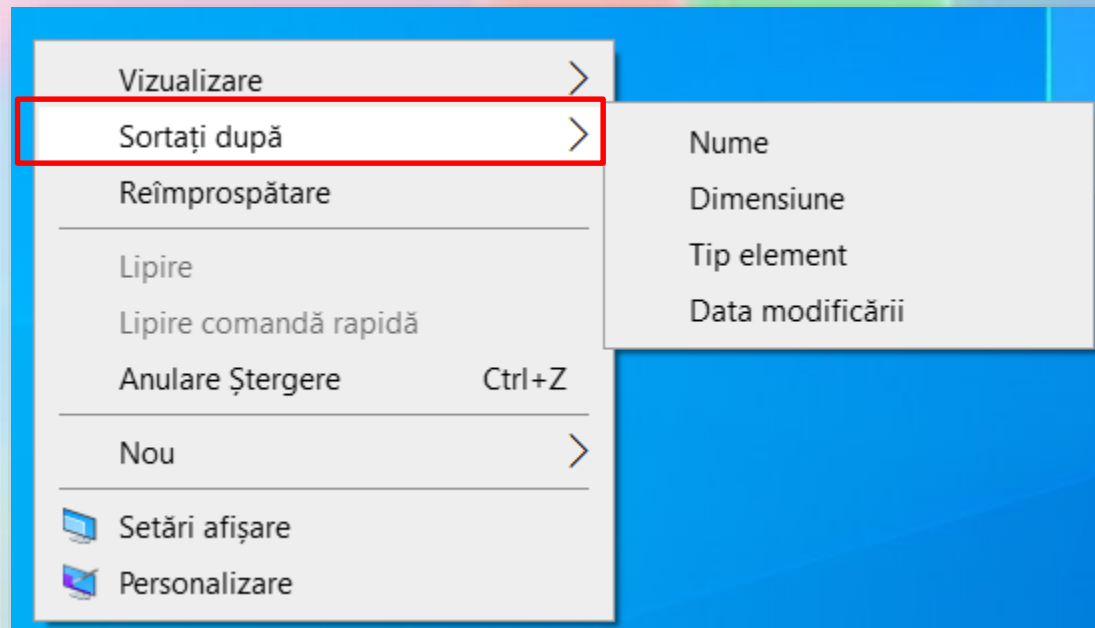 Vizualizare
Sortați după
Reîmprospătare
Lipire
Lipire comandă rapidă
Anulare Ștergere Ctrl+Z
Nou
Setări afișare
Personalizare
Nume
Dimensiune
Tip element
Data modificării